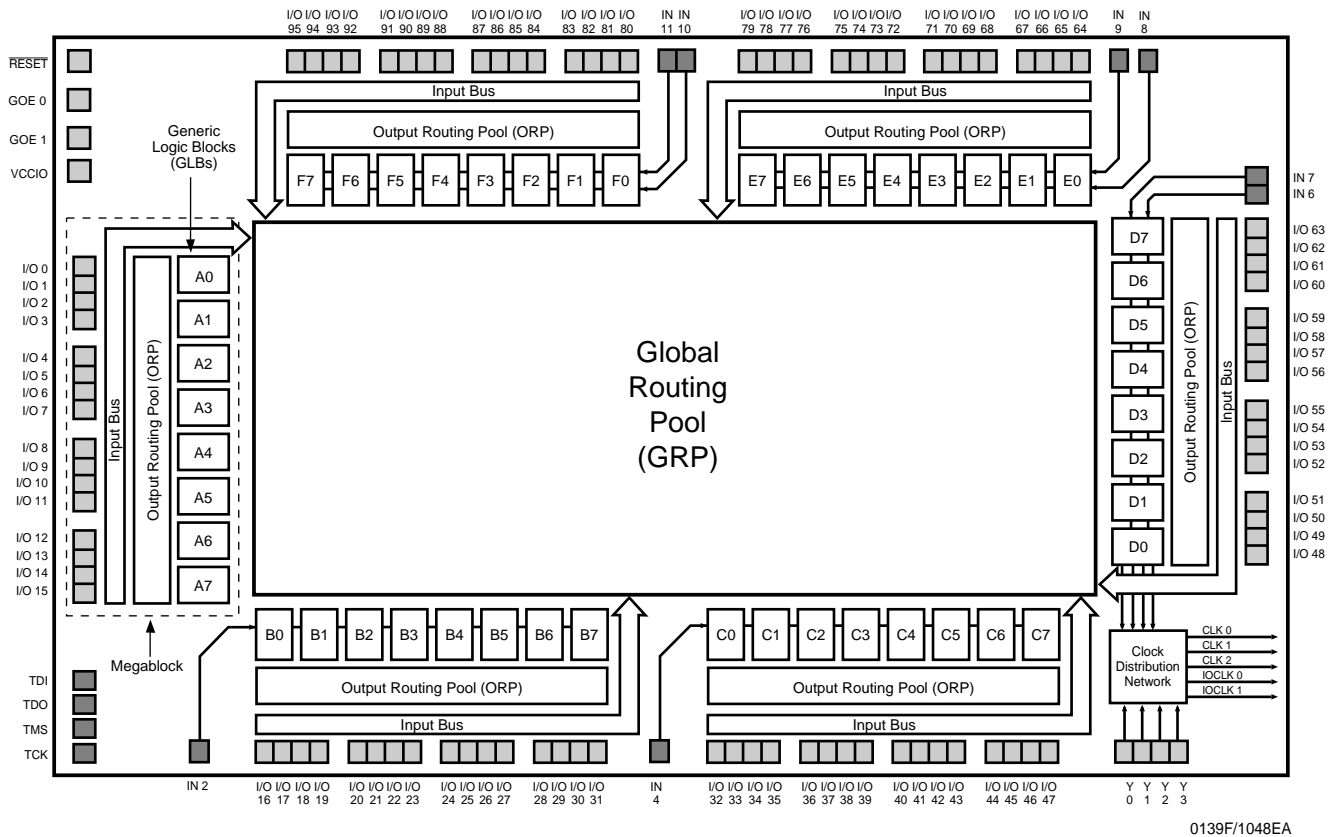 I/O I/O I/O I/O
95 94 93 92
I/O I/O I/O I/O
91 90 89 88
I/O I/O I/O I/O
87 86 85 84
I/O I/O I/O I/O
83 82 81 80
IN IN
11 10
I/O I/O I/O I/O
79 78 77 76
I/O I/O I/O I/O
75 74 73 72
I/O I/O I/O I/O
71 70 69 68
I/O I/O I/O I/O
67 66 65 64
IN
9
IN
8
RESET
GOE 0
GOE 1
VCCIO
Generic
Logic Blocks
(GLBs)
Input Bus
Output Routing Pool (ORP)
F7 F6 F5 F4 F3 F2 F1 F0
Input Bus
Output Routing Pool (ORP)
E7 E6 E5 E4 E3 E2 E1 E0
IN 7
IN 6
I/O 0
I/O 1
I/O 2
I/O 3
I/O 4
I/O 5
I/O 6
I/O 7
I/O 8
I/O 9
I/O 10
I/O 11
I/O 12
I/O 13
I/O 14
I/O 15
Input Bus
Output Routing Pool (ORP)
A0
A1
A2
A3
A4
A5
A6
A7
Megablock
Global
Routing
Pool
(GRP)
D7
D6
D5
D4
D3
D2
D1
D0
Output Routing Pool (ORP)
Input Bus
I/O 63
I/O 62
I/O 61
I/O 60
I/O 59
I/O 58
I/O 57
I/O 56
I/O 55
I/O 54
I/O 53
I/O 52
I/O 51
I/O 50
I/O 49
I/O 48
B0 B1 B2 B3 B4 B5 B6 B7
Output Routing Pool (ORP)
Input Bus
C0 C1 C2 C3 C4 C5 C6 C7
Output Routing Pool (ORP)
Input Bus
Clock
Distribution
Network
CLK 0
CLK 1
CLK 2
IOCLK 0
IOCLK 1
TDI
TDO
TMS
TCK
IN 2
I/O I/O I/O I/O
16 17 18 19
I/O I/O I/O I/O
20 21 22 23
I/O I/O I/O I/O
24 25 26 27
I/O I/O I/O I/O
28 29 30 31
IN
4
I/O I/O I/O I/O
32 33 34 35
I/O I/O I/O I/O
36 37 38 39
I/O I/O I/O I/O
40 41 42 43
I/O I/O I/O I/O
44 45 46 47
Y Y Y Y
0 1 2 3
0139F/1048EA